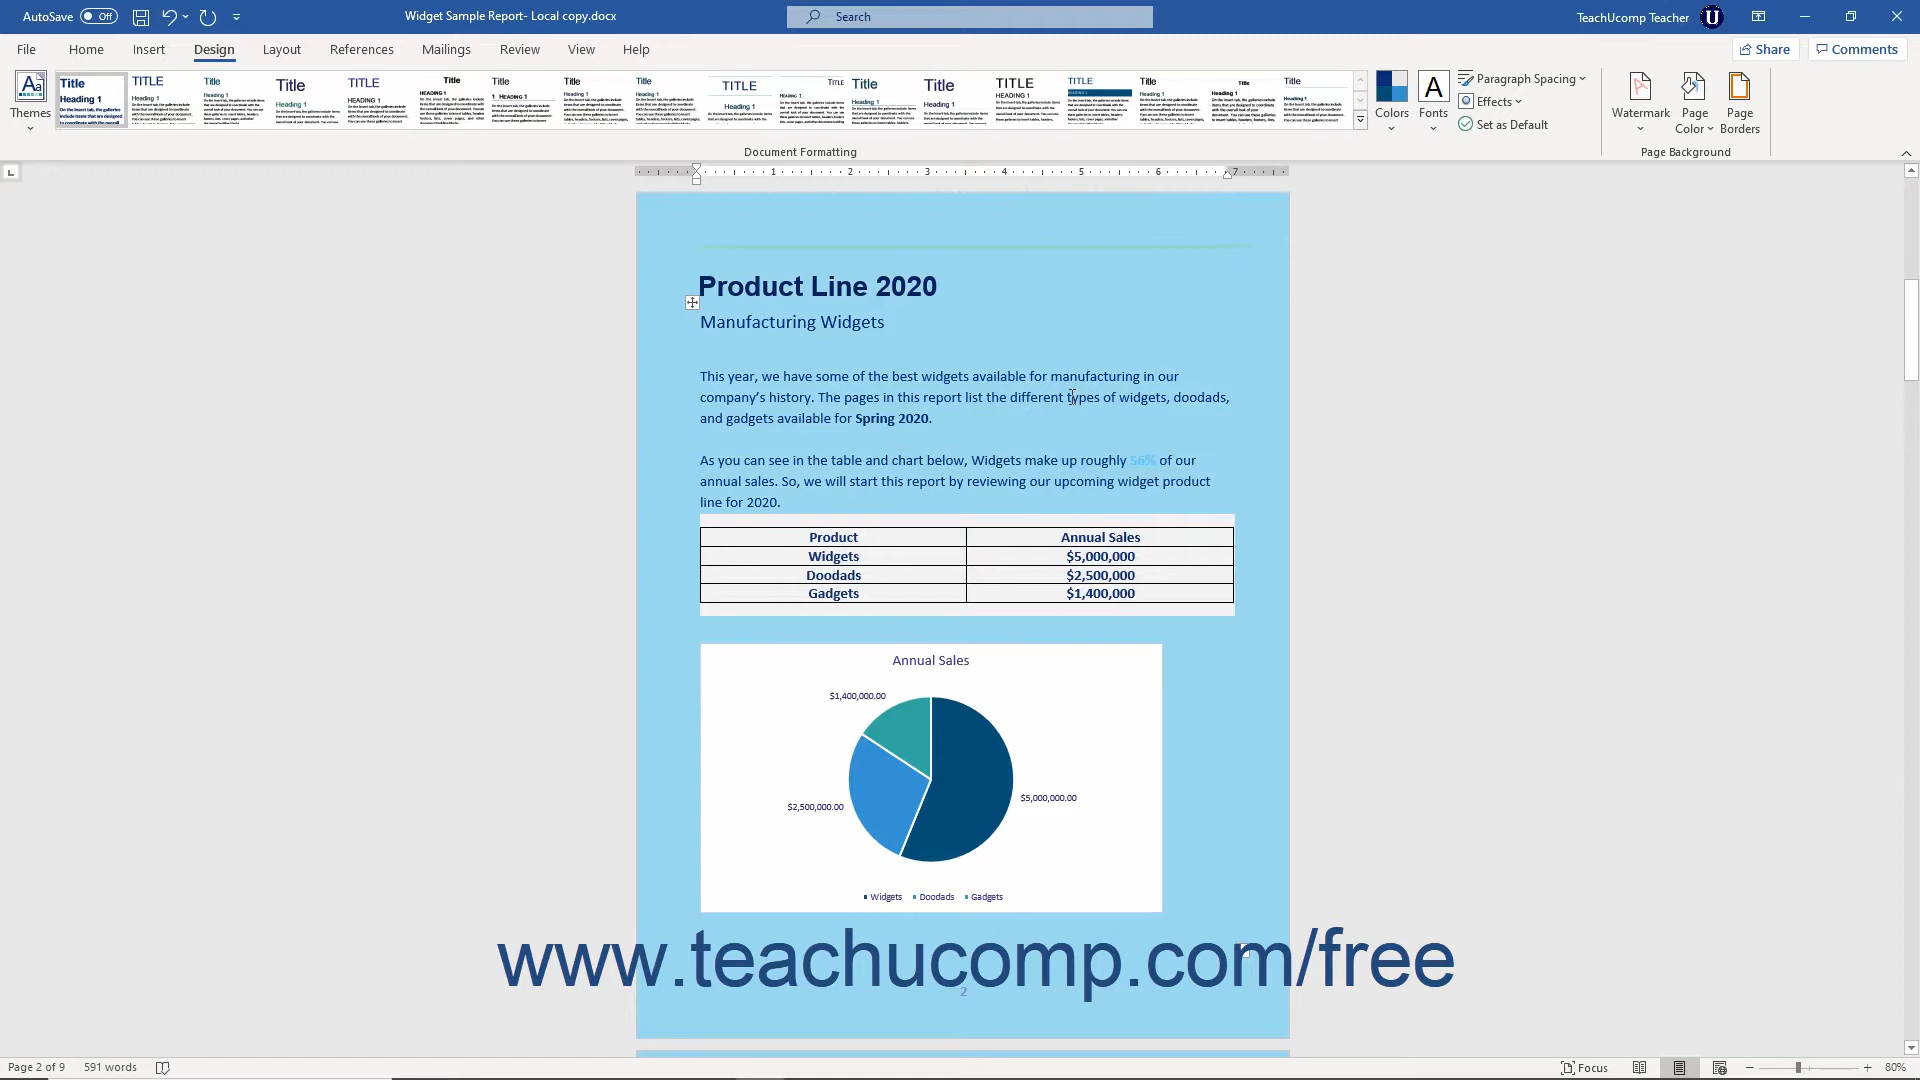 AutoSave Off
Widget Sample Report- Local copy.docx
Search
TeachUcomp Teacher U
File Home Insert Design Layout References Mailings Review View Help
Share Comments
Themes
Colors
Fonts
Paragraph Spacing
Effects
Set as Default
Watermark
Page Color
Page Borders
Document Formatting
Page Background
1 2 3 4 5 6 7
Product Line 2020
Manufacturing Widgets
This year, we have some of the best widgets available for manufacturing in our
company's history. The pages in this report list the different types of widgets, doodads,
and gadgets available for Spring 2020.
As you can see in the table and chart below, Widgets make up roughly 56% of our
annual sales. So, we will start this report by reviewing our upcoming widget product
line for 2020.
Product Annual Sales
Widgets $5,000,000
Doodads $2,500,000
Gadgets $1,400,000
Annual Sales
$1,400,000.00
$2,500,000.00
$5,000,000.00
Widgets Doodads Gadgets
www.teachucomp.com/free
2
Page 2 of 9 591 words
Focus
80%